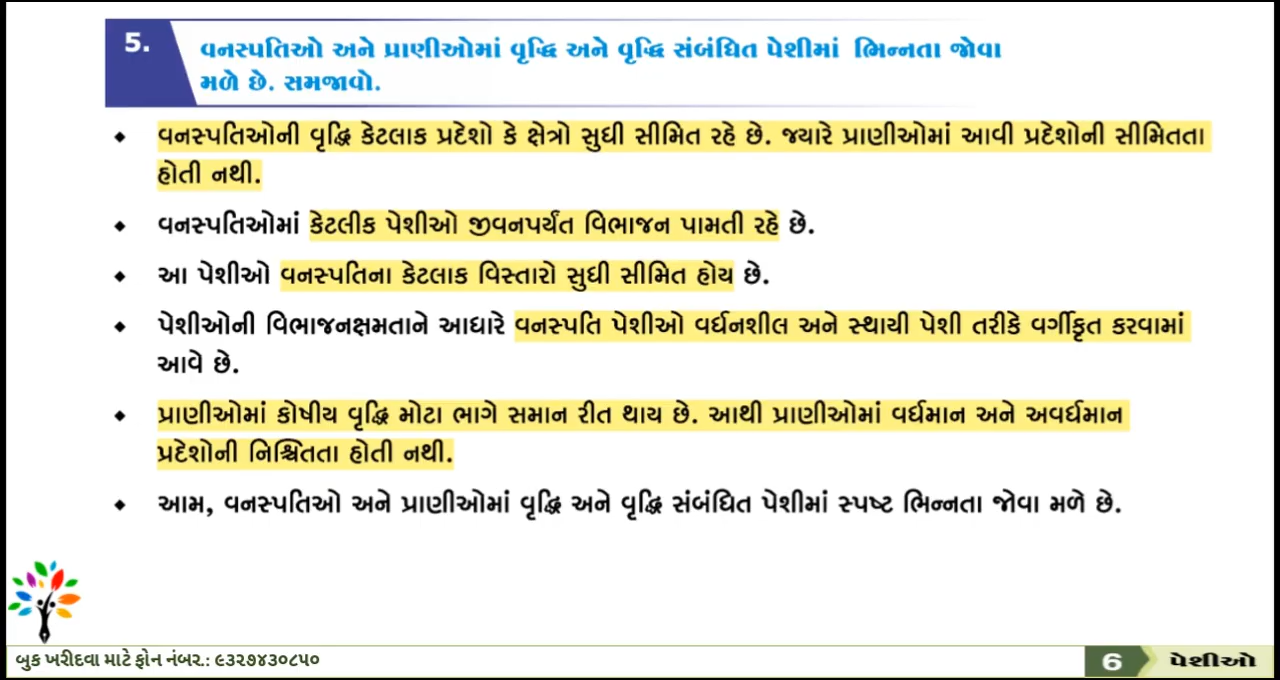 5.
વનસ્પતિઓ અને પ્રાણીઓમાં વૃદ્ધિ અને વૃદ્ધિ સંબંધિત પેશીમાં ભિન્નતા જોવા
મળે છે. સમજાવો.
◆ વનસ્પતિઓની વૃદ્ધિ કેટલાક પ્રદેશો કે ક્ષેત્રો સુધી સીમિત રહે છે. જ્યારે પ્રાણીઓમાં આવી પ્રદેશોની સીમિતતા
હોતી નથી.
◆ વનસ્પતિઓમાં કેટલીક પેશીઓ જીવનપર્યંત વિભાજન પામતી રહે છે.
◆ આ પેશીઓ વનસ્પતિના કેટલાક વિસ્તારો સુધી સીમિત હોય છે.
◆ પેશીઓની વિભાજનક્ષમતાને આધારે વનસ્પતિ પેશીઓ વર્ધનશીલ અને સ્થાયી પેશી તરીકે વર્ગીકૃત કરવામાં
આવે છે.
◆ પ્રાણીઓમાં કોષીય વૃદ્ધિ મોટા ભાગે સમાન રીત થાય છે. આથી પ્રાણીઓમાં વર્ધમાન અને અવર્ધમાન
પ્રદેશોની નિશ્ચિતતા હોતી નથી.
◆ આમ, વનસ્પતિઓ અને પ્રાણીઓમાં વૃદ્ધિ અને વૃદ્ધિ સંબંધિત પેશીમાં સ્પષ્ટ ભિન્નતા જોવા મળે છે.
બુક ખરીદવા માટે ફોન નંબર.: ૯૩૨૭૪૩૦૮૫૦
6 પેશીઓ